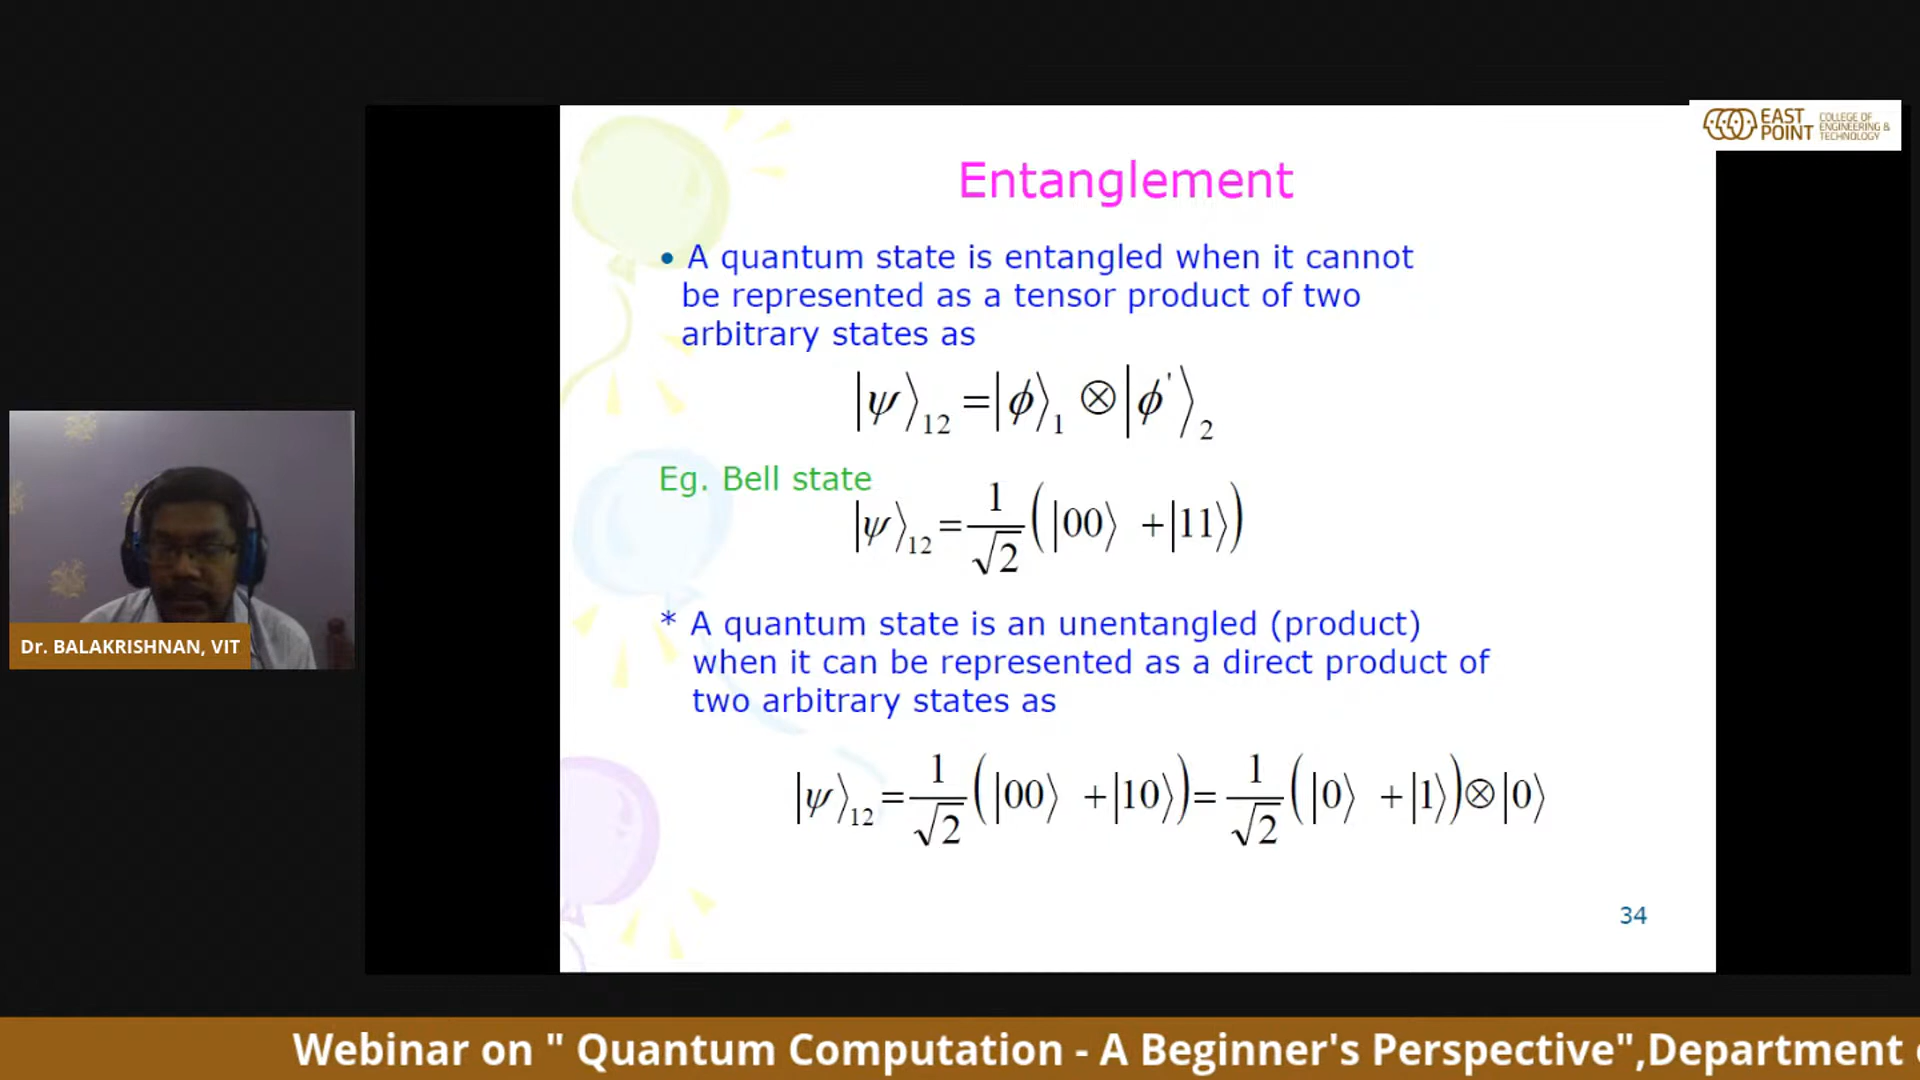 EAST POINT
COLLEGE OF ENGINEERING & TECHNOLOGY
Entanglement
• A quantum state is entangled when it cannot
be represented as a tensor product of two
arbitrary states as
|ψ⟩₁₂ = |ϕ⟩₁ ⊗ |ϕ'⟩₂
Eg. Bell state
|ψ⟩₁₂ = 1/√2 (|00⟩ + |11⟩)
* A quantum state is an unentangled (product)
when it can be represented as a direct product of
two arbitrary states as
|ψ⟩₁₂ = 1/√2 (|00⟩ + |10⟩) = 1/√2 (|0⟩ + |1⟩) ⊗ |0⟩
34
Dr. BALAKRISHNAN, VIT
Webinar on " Quantum Computation - A Beginner's Perspective",Department